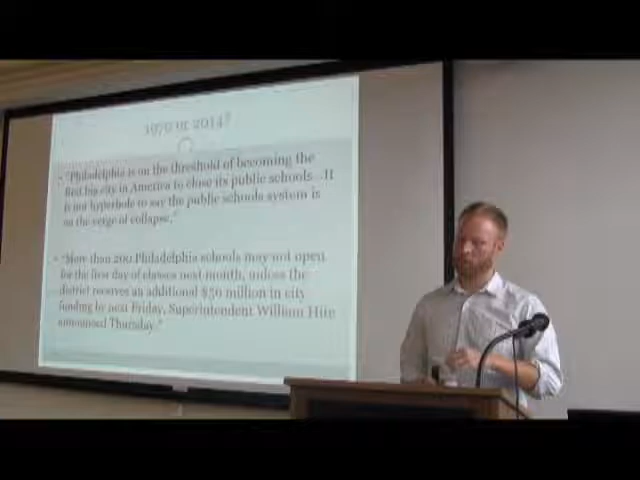 1970 or 2014?
"Philadelphia is on the threshold of becoming the
first big city in America to close its public schools…It
is not hyperbole to say the public schools system is
on the verge of collapse."
"More than 200 Philadelphia schools may not open
for the first day of classes next month, unless the
district receives an additional $50 million in city
funding by next Friday, Superintendent William Hite
announced Thursday."